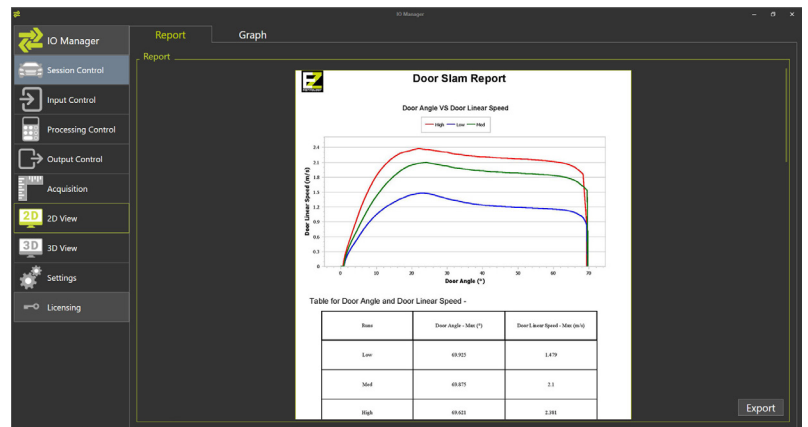 IO Manager
IO Manager
Report
Graph
Session Control
Input Control
Processing Control
Output Control
Acquisition
2D
2D View
3D
3D View
Settings
Licensing
Report
EZ
Door Slam Report
Door Angle VS Door Linear Speed
High Low Med
Door Linear Speed (m/s)
2.4
2.1
1.8
1.5
1.2
0.9
0.6
0.3
0
0 10 20 30 40 50 60 70
Door Angle (°)
Table for Door Angle and Door Linear Speed -
Runs Door Angle - Max (°) Door Linear Speed - Max (m/s)
Low 69.925 1.479
Med 69.875 2.1
High 69.621 2.381
Export